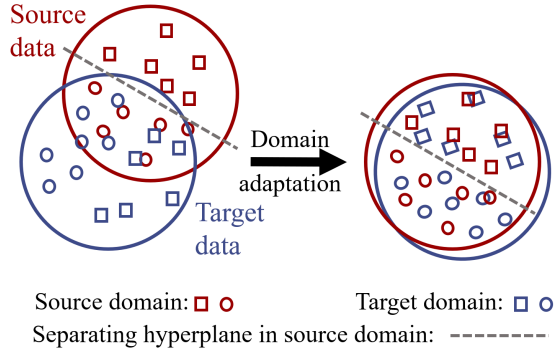 Source
data
Domain
adaptation
Target
data
Source domain:
Target domain:
Separating hyperplane in source domain: